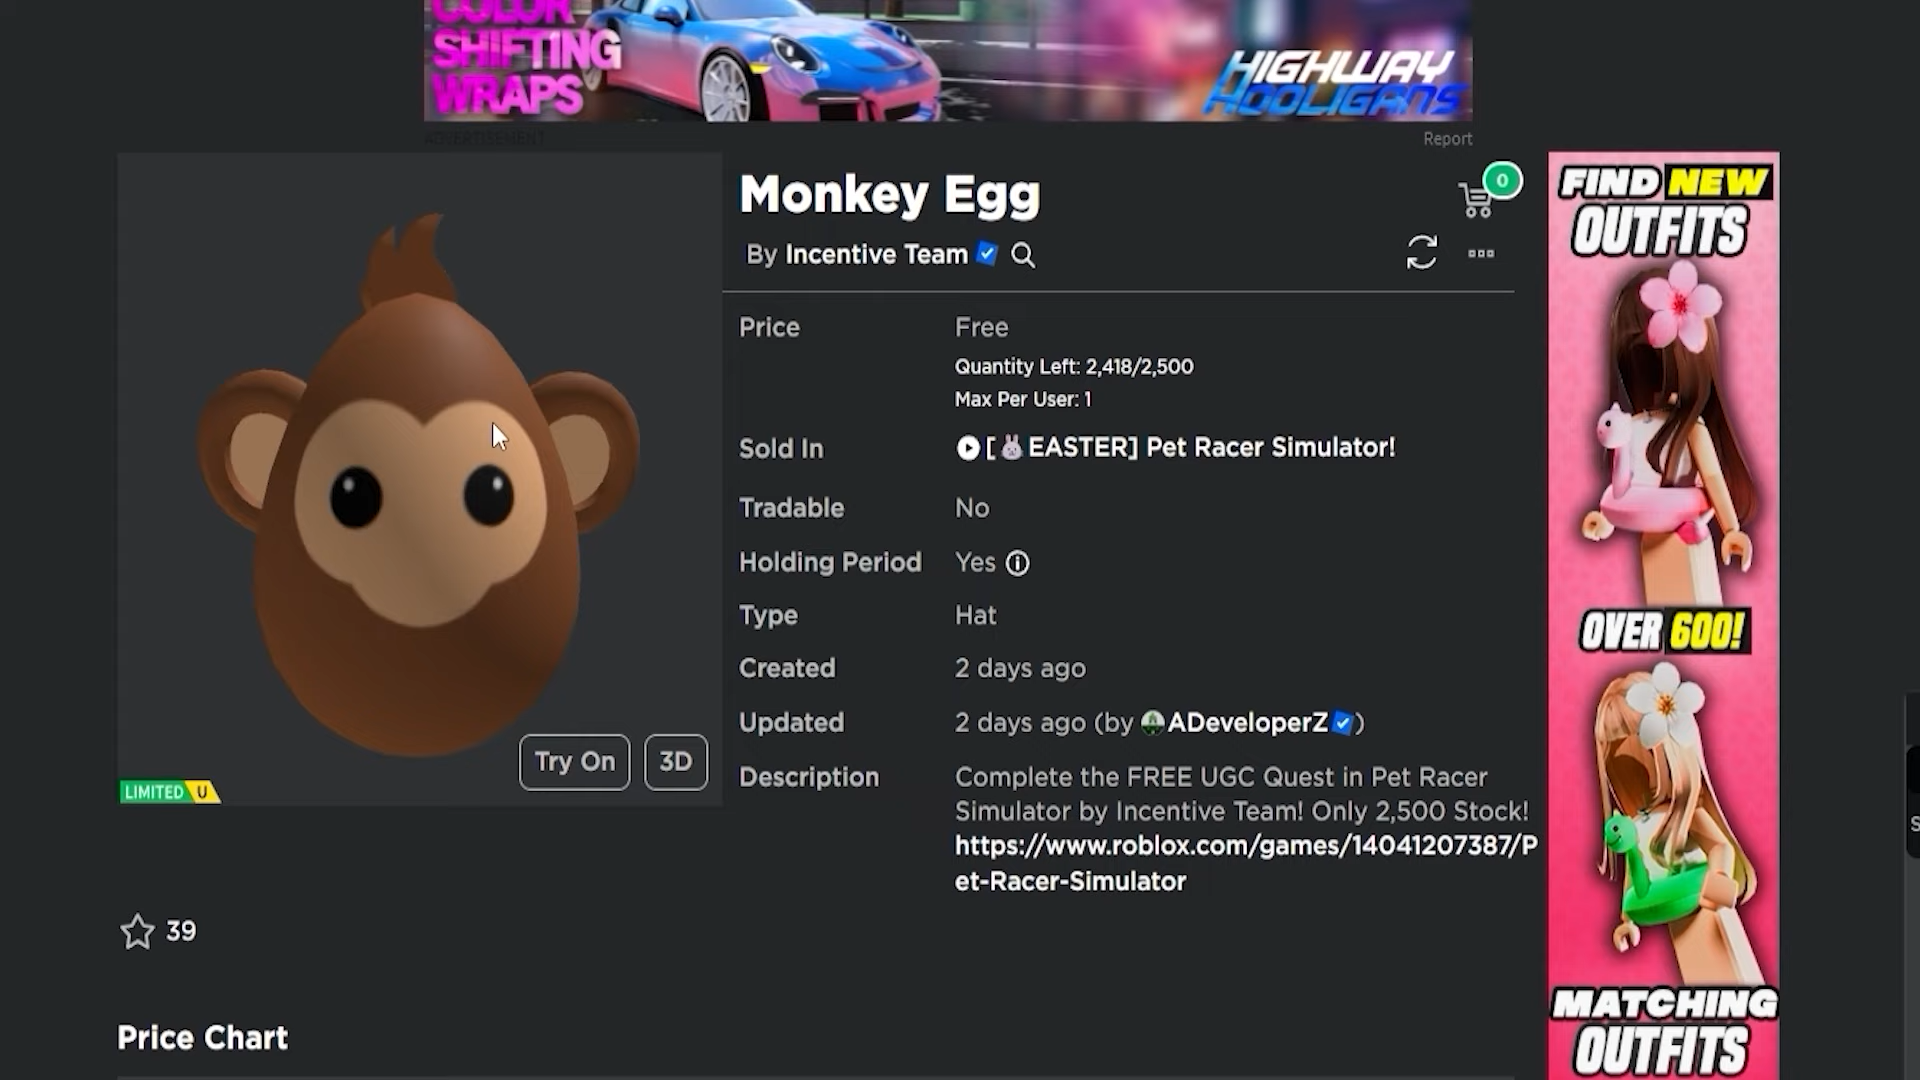 COLOR
SHIFTING
WRAPS
HIGHWAY
HOOLIGANS
ADVERTISEMENT
Report
Monkey Egg
0
By Incentive Team
Price
Free
Quantity Left: 2,418/2,500
Max Per User: 1
Sold In
[🐰EASTER] Pet Racer Simulator!
Tradable
No
Holding Period
Yes
Type
Hat
Created
2 days ago
Updated
2 days ago (by ADeveloperZ)
Description
Complete the FREE UGC Quest in Pet Racer
Simulator by Incentive Team! Only 2,500 Stock!
https://www.roblox.com/games/14041207387/P
et-Racer-Simulator
Try On
3D
LIMITED U
39
Price Chart
FIND NEW
OUTFITS
OVER 600!
MATCHING
OUTFITS
S